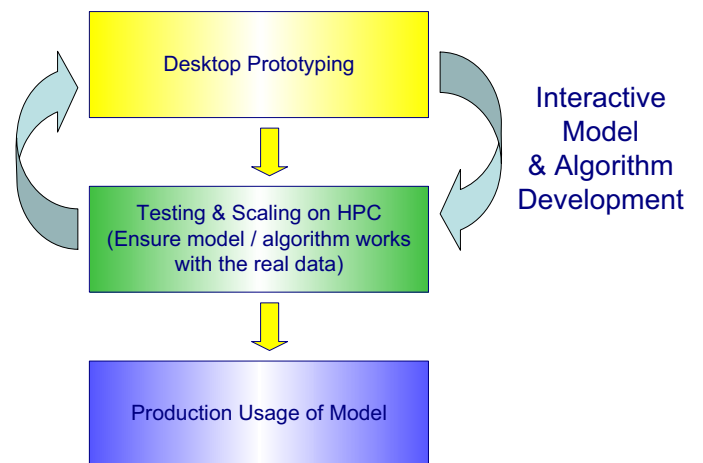 Desktop Prototyping
Interactive
Model
& Algorithm
Development
Testing & Scaling on HPC
(Ensure model / algorithm works
with the real data)
Production Usage of Model